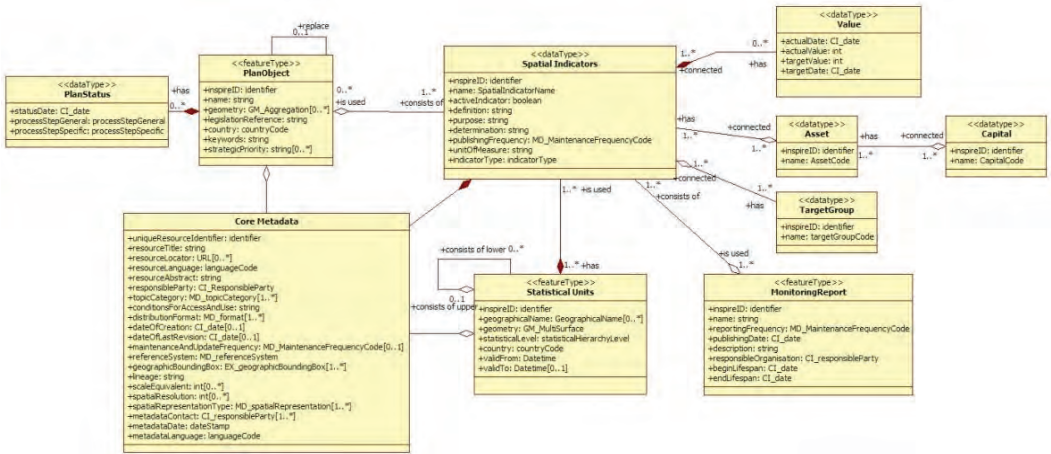 <<dataType>>
PlanStatus
+statusDate: CI_date
+processStepGeneral: processStepGeneral
+processStepSpecific: processStepSpecific
+has
0..*
+replace
0..1
<<featureType>>
PlanObject
+inspireID: identifier
+name: string
+geometry: GM_Aggregation[0..*]
+legislationReference: string
+country: countryCode
+keywords: string
+strategicPriority: string[0..*]
0..*
+is used
1..*
+consists of
<<dataType>>
Spatial Indicators
+inspireID: identifier
+name: SpatialIndicatorName
+activeIndicator: boolean
+definition: string
+purpose: string
+determination: string
+publishingFrequency: MD_MaintenanceFrequencyCode
+unitOfMeasure: string
+indicatorType: indicatorType
1..*
+connected
0..*
+has
<<dataType>>
Value
+actualDate: CI_date
+actualValue: int
+targetValue: int
+targetDate: CI_date
+has
1..*
+connected
1..*
<<datatype>>
Asset
+inspireID: identifier
+name: AssetCode
+has
1..*
+connected
1..*
<<datatype>>
Capital
+inspireID: identifier
+name: CapitalCode
1..*
+connected
1..*
+has
<<datatype>>
TargetGroup
+inspireID: identifier
+name: targetGroupCode
1..*
+consists of
+is used
1..*
<<featureType>>
MonitoringReport
+inspireID: identifier
+name: string
+reportingFrequency: MD_MaintenanceFrequencyCode
+publishingDate: CI_date
+description: string
+responsibleOrganisation: CI_responsibleParty
+beginLifespan: CI_date
+endLifespan: CI_date
1..* +is used
1..* +has
+consists of lower 0..*
0..1
+consists of upper
<<featureType>>
Statistical Units
+inspireID: identifier
+geographicalName: GeographicalName[0..*]
+geometry: GM_MultiSurface
+statisticalLevel: statisticalHierarchyLevel
+country: countryCode
+validFrom: Datetime
+validTo: Datetime[0..1]
Core Metadata
+uniqueResourceIdentifier: identifier
+resourceTitle: string
+resourceLocator: URL[0..*]
+resourceLanguage: languageCode
+resourceAbstract: string
+responsibleParty: CI_ResponsibleParty
+topicCategory: MD_topicCategory[1..*]
+conditionsForAccessAndUse: string
+distributionFormat: MD_format[1..*]
+dateOfCreation: CI_date[0..1]
+dateOfLastRevision: CI_date[0..1]
+maintenanceAndUpdateFrequency: MD_MaintenanceFrequencyCode[0..1]
+referenceSystem: MD_referenceSystem
+geographicBoundingBox: EX_geographicBoundingBox[1..*]
+lineage: string
+scaleEquivalent: int[0..*]
+spatialResolution: int[0..*]
+spatialRepresentationType: MD_spatialRepresentation[1..*]
+metadataContact: CI_responsibleParty[1..*]
+metadataDate: dateStamp
+metadataLanguage: languageCode